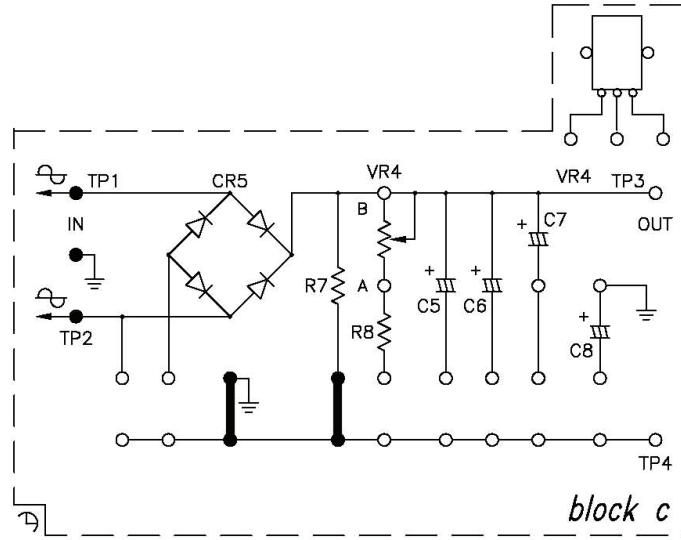 TP1
CR5
VR4
VR4
TP3
B
C7
IN
OUT
R7
A
+
+
+
C5
C6
+
TP2
R8
C8
TP4
block c